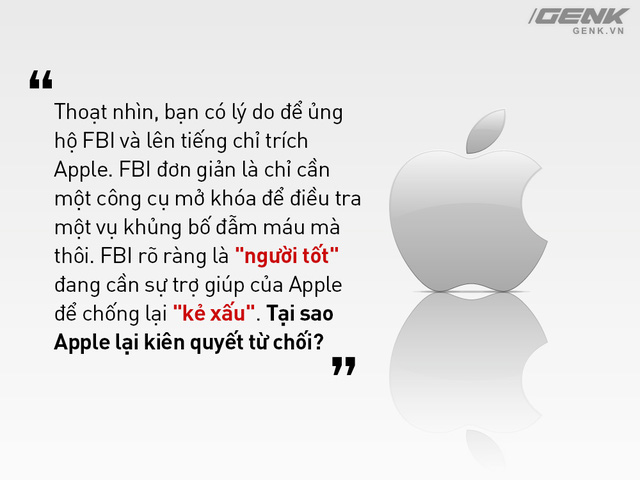 GENK
GENK.VN
“
Thoạt nhìn, bạn có lý do để ủng
hộ FBI và lên tiếng chỉ trích
Apple. FBI đơn giản là chỉ cần
một công cụ mở khóa để điều tra
một vụ khủng bố đẫm máu mà
thôi. FBI rõ ràng là "người tốt"
đang cần sự trợ giúp của Apple
để chống lại "kẻ xấu". Tại sao
Apple lại kiên quyết từ chối?
”